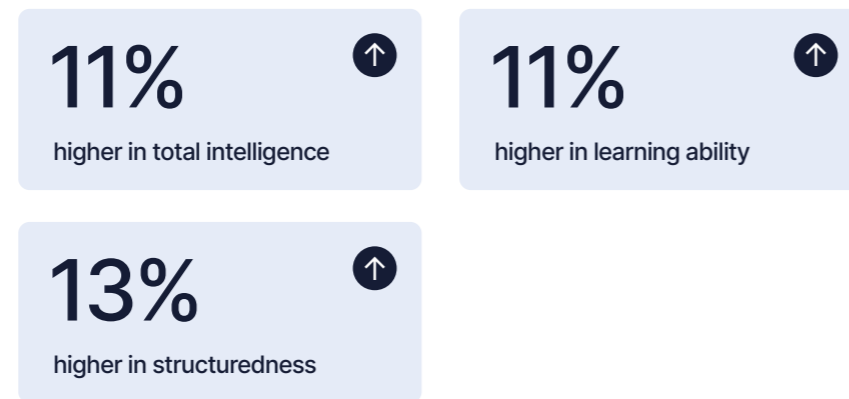 11%
higher in total intelligence
11%
higher in learning ability
13%
higher in structuredness